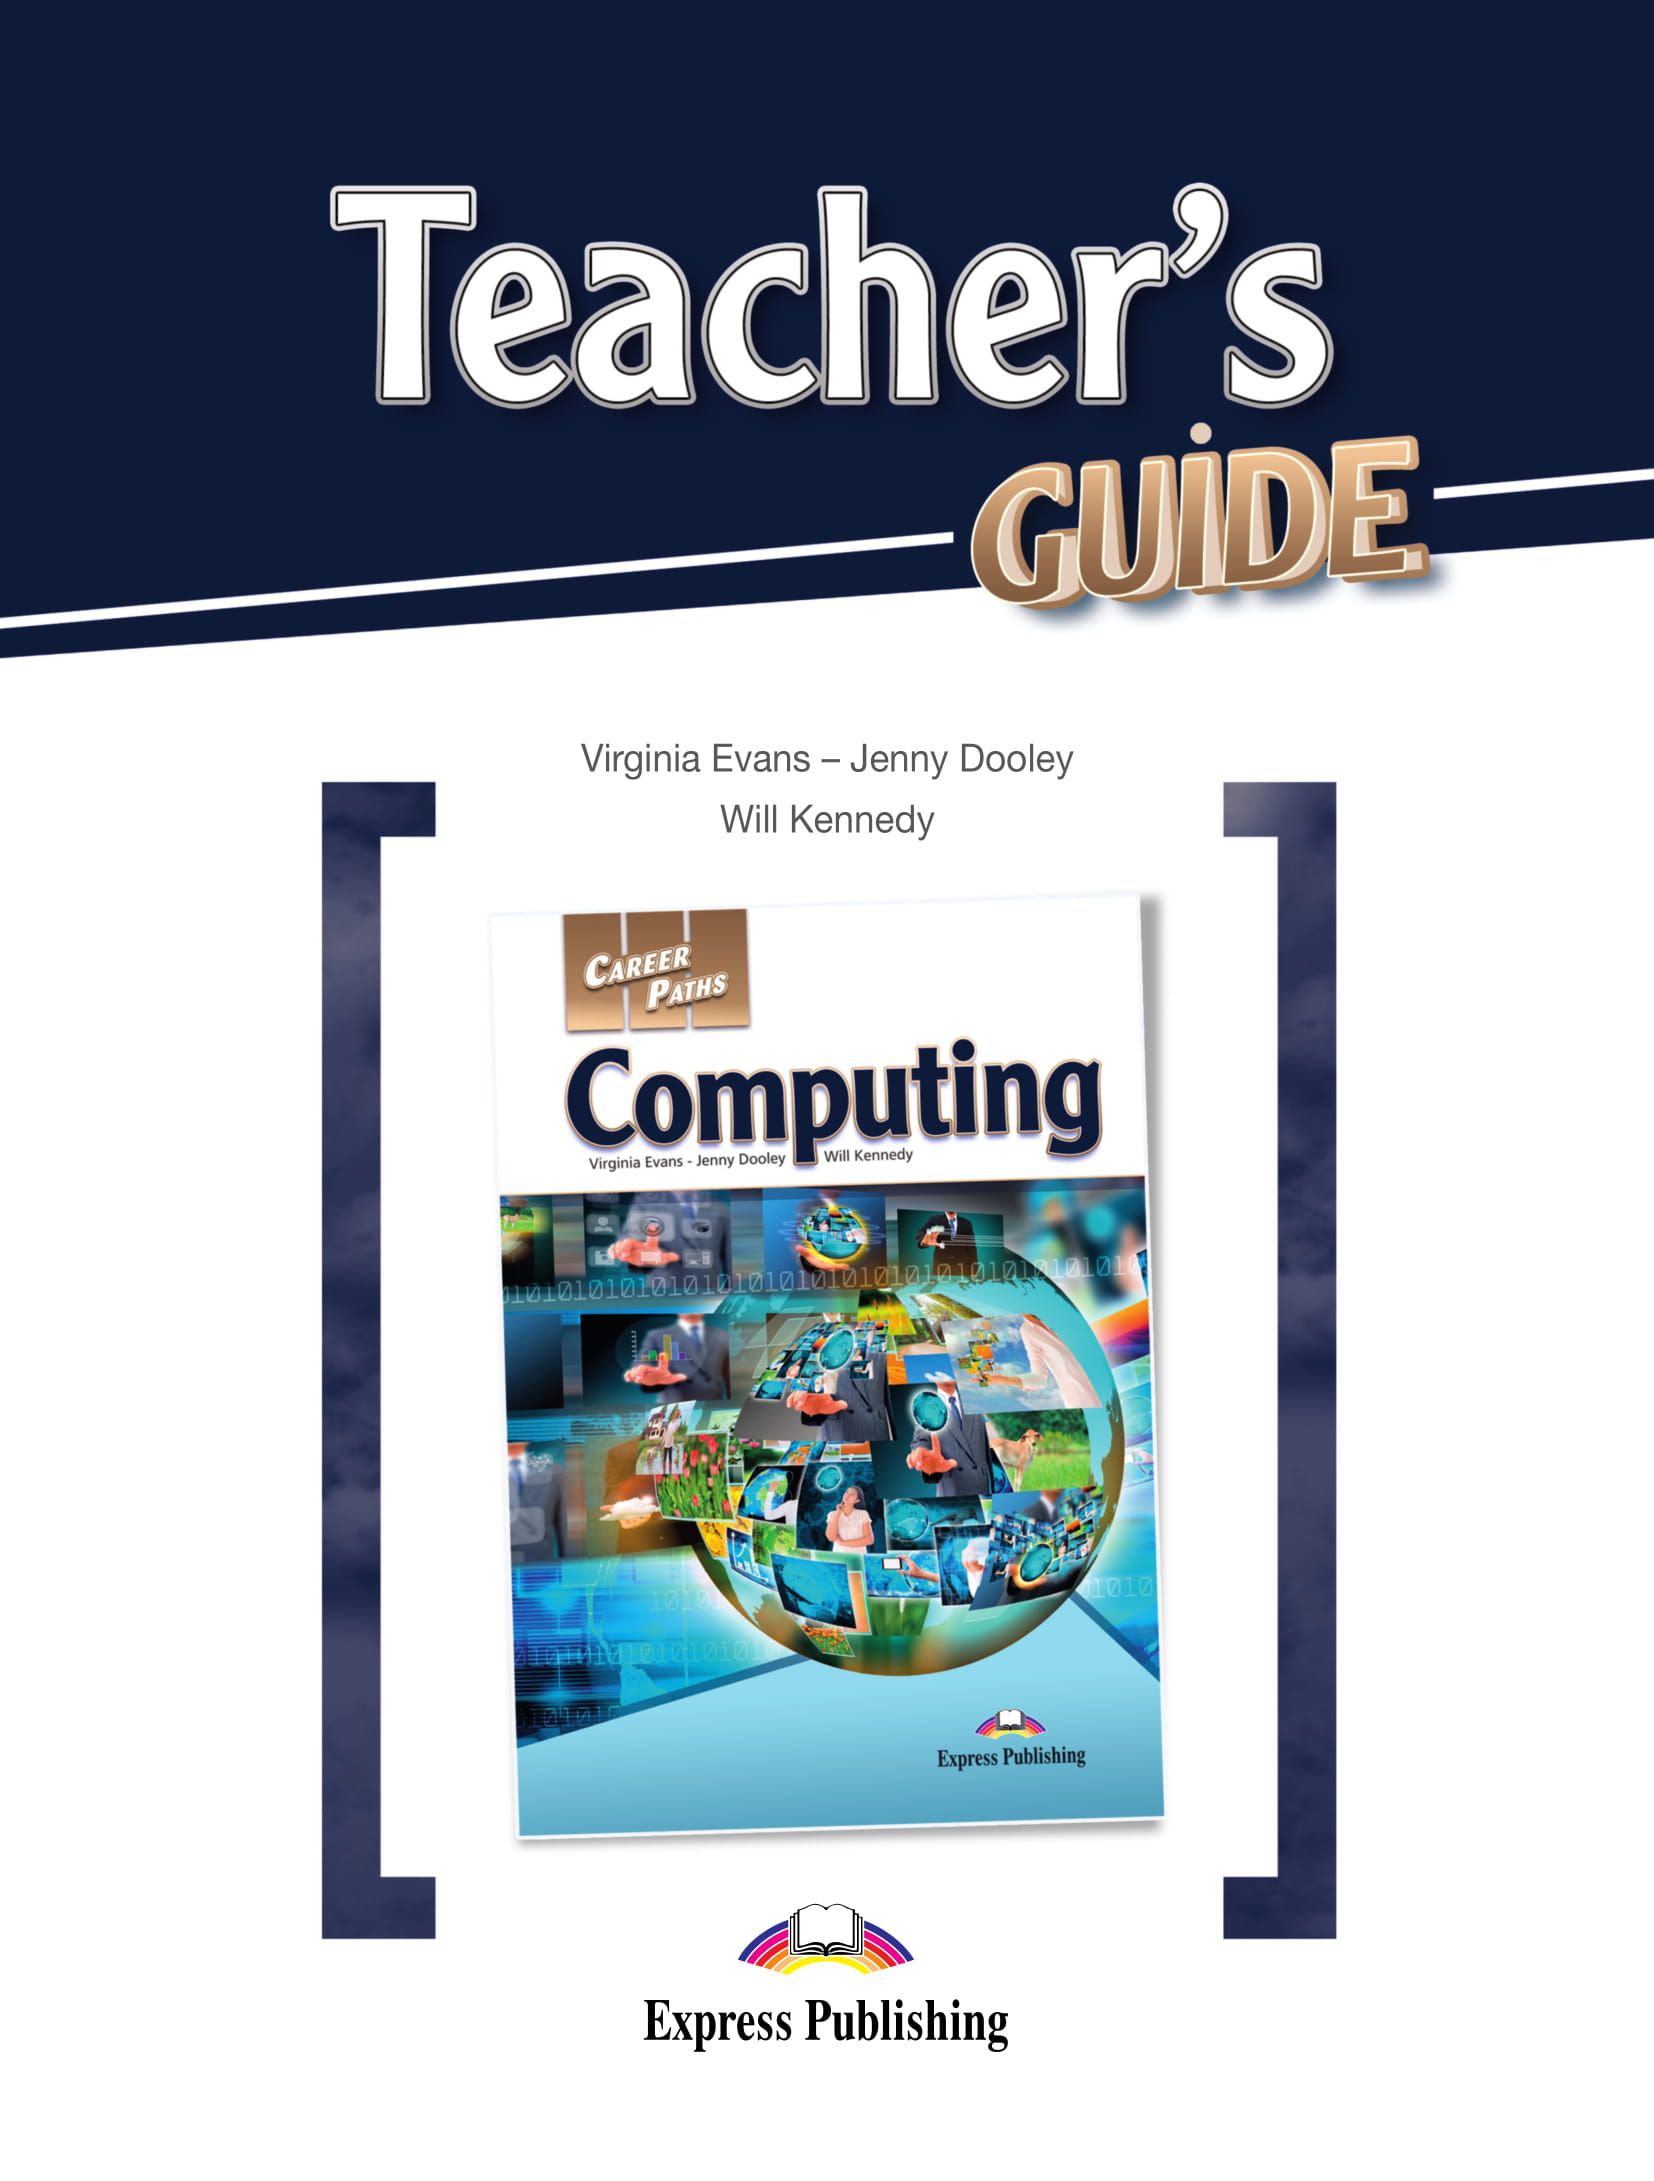 Teacher's
GUIDE
Virginia Evans – Jenny Dooley
Will Kennedy
CAREER
PATHS
Computing
Virginia Evans - Jenny Dooley Will Kennedy
Express Publishing
Express Publishing